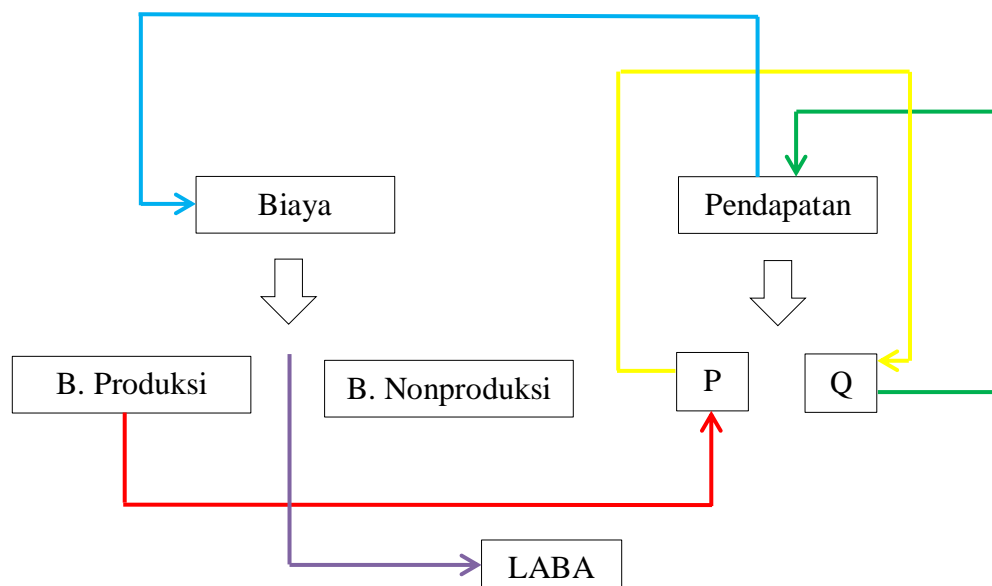 Biaya
Pendapatan
B. Produksi
B. Nonproduksi
P
Q
LABA